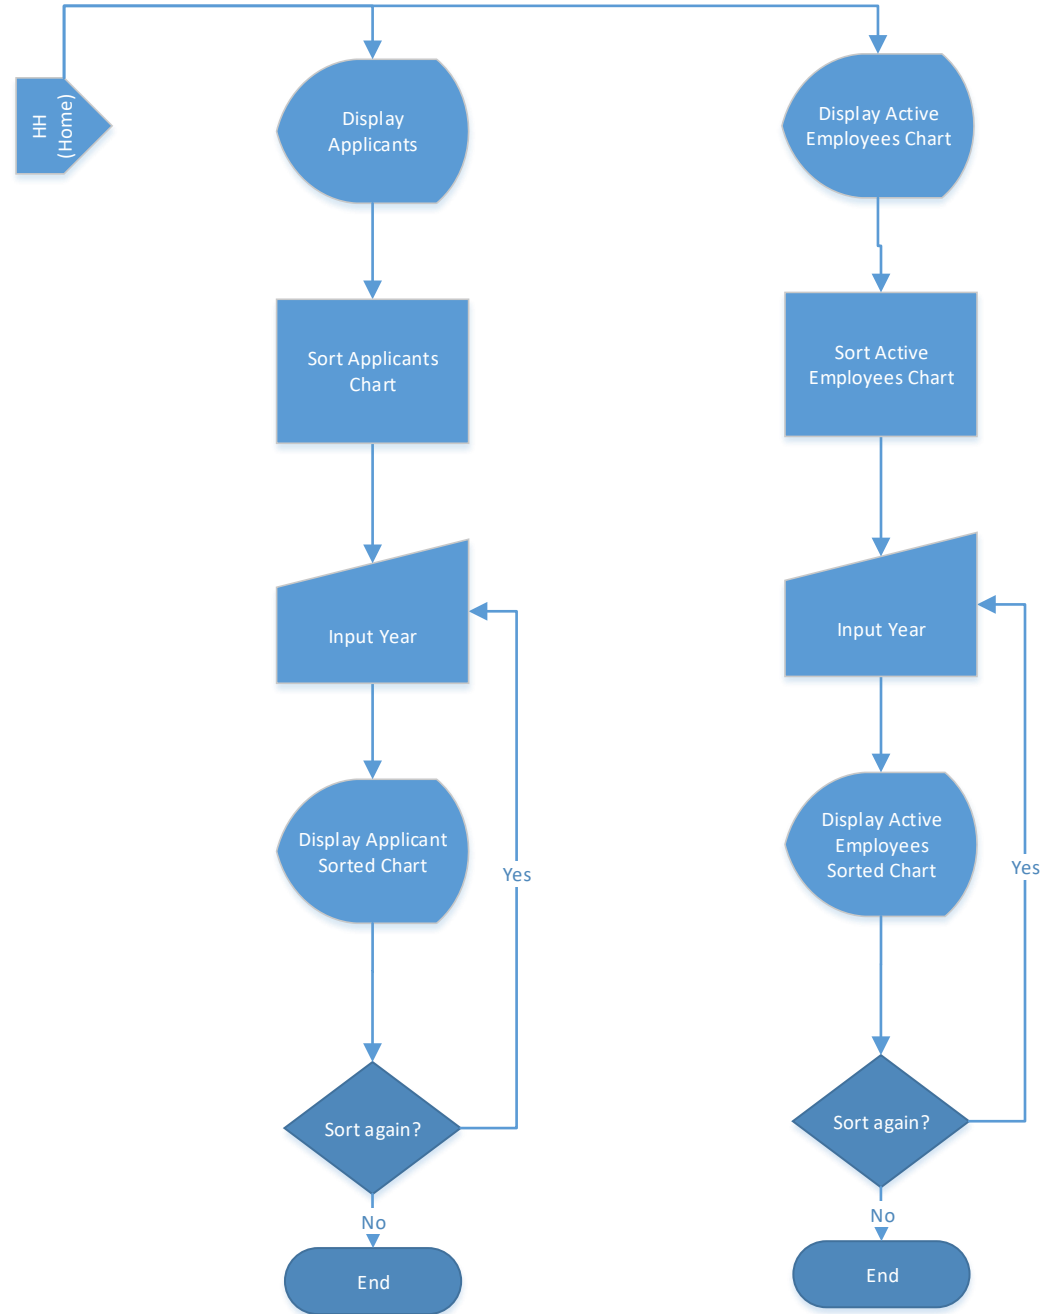 HH
(Home)
Display
Applicants
Sort Applicants
Chart
Input Year
Display Applicant
Sorted Chart
Yes
Sort again?
No
End
Display Active
Employees Chart
Sort Active
Employees Chart
Input Year
Display Active
Employees
Sorted Chart
Yes
Sort again?
No
End